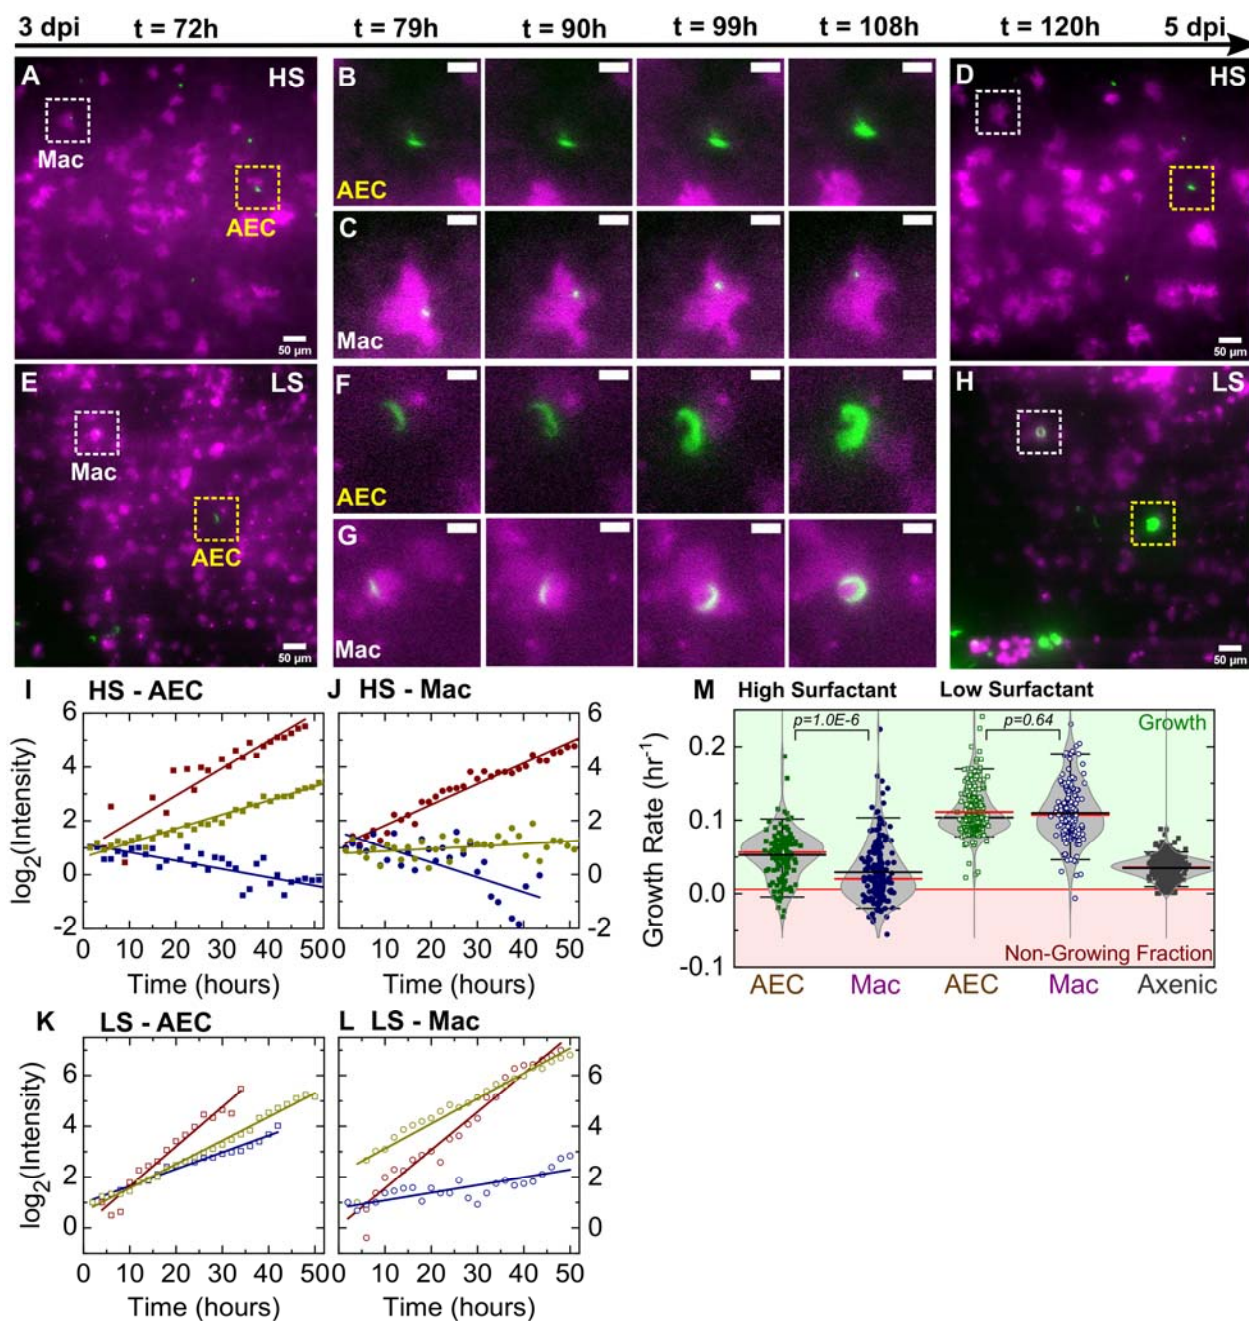 3 dpi t = 72h t = 79h t = 90h t = 99h t = 108h t = 120h 5 dpi
A HS
Mac
AEC
50 µm
B
AEC
C
Mac
D HS
50 µm
E LS
Mac
AEC
50 µm
F
AEC
G
Mac
H LS
50 µm
I HS - AEC
J HS - Mac
6
4
2
0
-2
6
4
2
0
-2
log2(Intensity)
0 10 20 30 40 50
0 10 20 30 40 50
Time (hours)
Time (hours)
K LS - AEC
L LS - Mac
6
4
2
0
6
4
2
0
log2(Intensity)
0 10 20 30 40 50
0 10 20 30 40 50
Time (hours)
Time (hours)
M High Surfactant Low Surfactant
p=1.0E-6
p=0.64
Growth
0.2
0.1
0.0
-0.1
Growth Rate (hr-1)
Non-Growing Fraction
AEC Mac AEC Mac Axenic